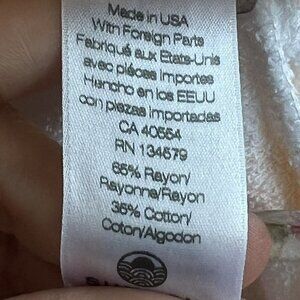 Made in USA
With Foreign Parts
Fabriqué aux Etats-Unis
avec pièces importes
Hencho en los EEUU
con piezas importadas
CA 40554
RN 134579
65% Rayon/
Rayonne/Rayon
35% Cotton/
Coton/Algodon